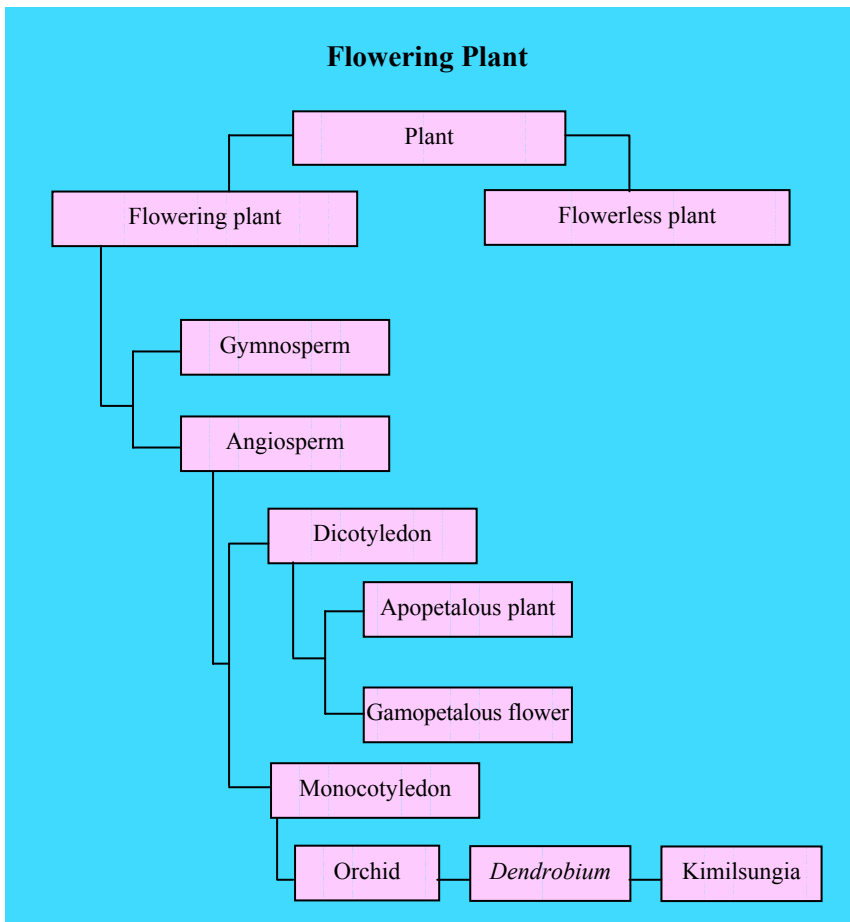 Flowering Plant
Plant
Flowering plant
Flowerless plant
Gymnosperm
Angiosperm
Dicotyledon
Apopetalous plant
Gamopetalous flower
Monocotyledon
Orchid
Dendrobium
Kimilsungia